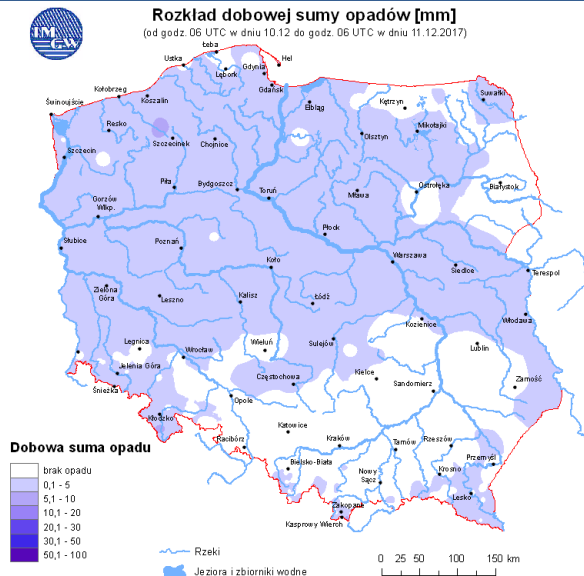 IM
GW
Rozkład dobowej sumy opadów [mm]
(od godz. 06 UTC w dniu 10.12 do godz. 06 UTC w dniu 11.12.2017)
Łeba
Ustka
Hel
Lębork
Gdynia
Gdańsk
Suwałki
Kołobrzeg
Koszalin
Elbląg
Kętrzyn
Świnoujście
Resko
Mikołajki
Szczecinek
Chojnice
Olsztyn
Szczecin
Piła
Bydgoszcz
Ostrołęka
Białystok
Toruń
Mława
Gorzów
Wlkp.
Płock
Słubice
Poznań
Koło
Warszawa
Siedlce
Terespol
Zielona
Góra
Leszno
Kalisz
Łódź
Włodawa
Kozienice
Legnica
Wrocław
Wieluń
Sulejów
Lublin
Jelenia Góra
Kielce
Częstochowa
Sandomierz
Zamość
Śnieżka
Opole
Kłodzko
Katowice
Racibórz
Kraków
Tarnów
Rzeszów
Przemyśl
Bielsko-Biała
Nowy
Sącz
Krosno
Lesko
Zakopane
Kasprowy Wierch
Dobowa suma opadu
brak opadu
0,1 - 5
5,1 - 10
10,1 - 20
20,1 - 30
30,1 - 50
50,1 - 100
Rzeki
Jeziora i zbiorniki wodne
0 25 50 100 150 km